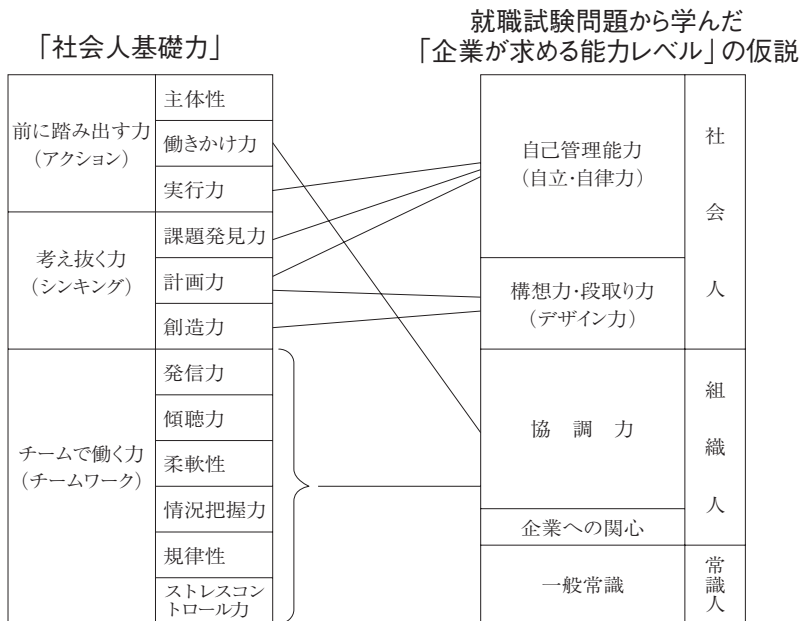 「社会人基礎力」
就職試験問題から学んだ
「企業が求める能力レベル」の仮説
前に踏み出す力
（アクション）
主体性
働きかけ力
実行力
考え抜く力
（シンキング）
課題発見力
計画力
創造力
チームで働く力
（チームワーク）
発信力
傾聴力
柔軟性
情況把握力
規律性
ストレスコン
トロール力
自己管理能力
（自立・自律力）
構想力・段取り力
（デザイン力）
社会人
協調力
企業への関心
組織人
一般常識
常識人